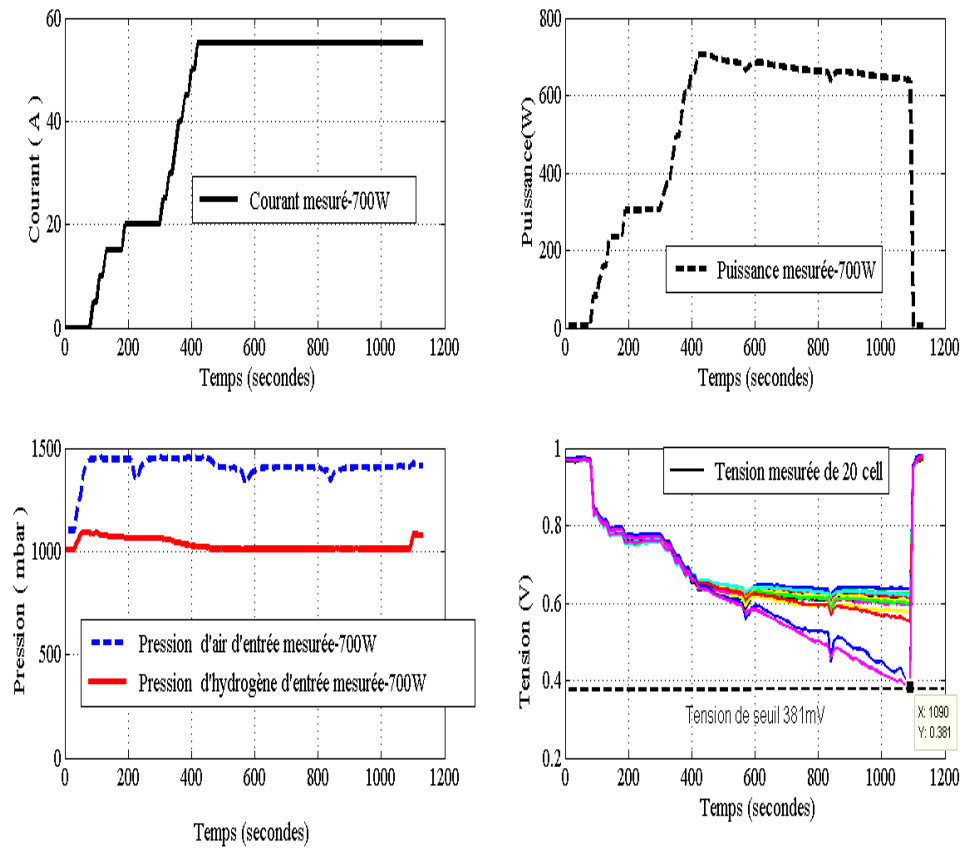 60
40
20
0
Courant ( A )
Courant mesuré-700W
0 200 400 600 800 1000 1200
Temps (secondes)
800
600
400
200
0
Puissance(W)
Puissance mesurée-700W
0 200 400 600 800 1000 1200
Temps (secondes)
1500
1000
500
0
Pression ( mbar )
Pression d'air d'entrée mesurée-700W
Pression d'hydrogène d'entrée mesurée-700W
0 200 400 600 800 1000 1200
Temps (secondes)
1
0.8
0.6
0.4
0.2
Tension (V)
Tension mesurée de 20 cell
Tension de seuil 381mV
X: 1090
Y: 0.381
0 200 400 600 800 1000 1200
Temps (secondes)